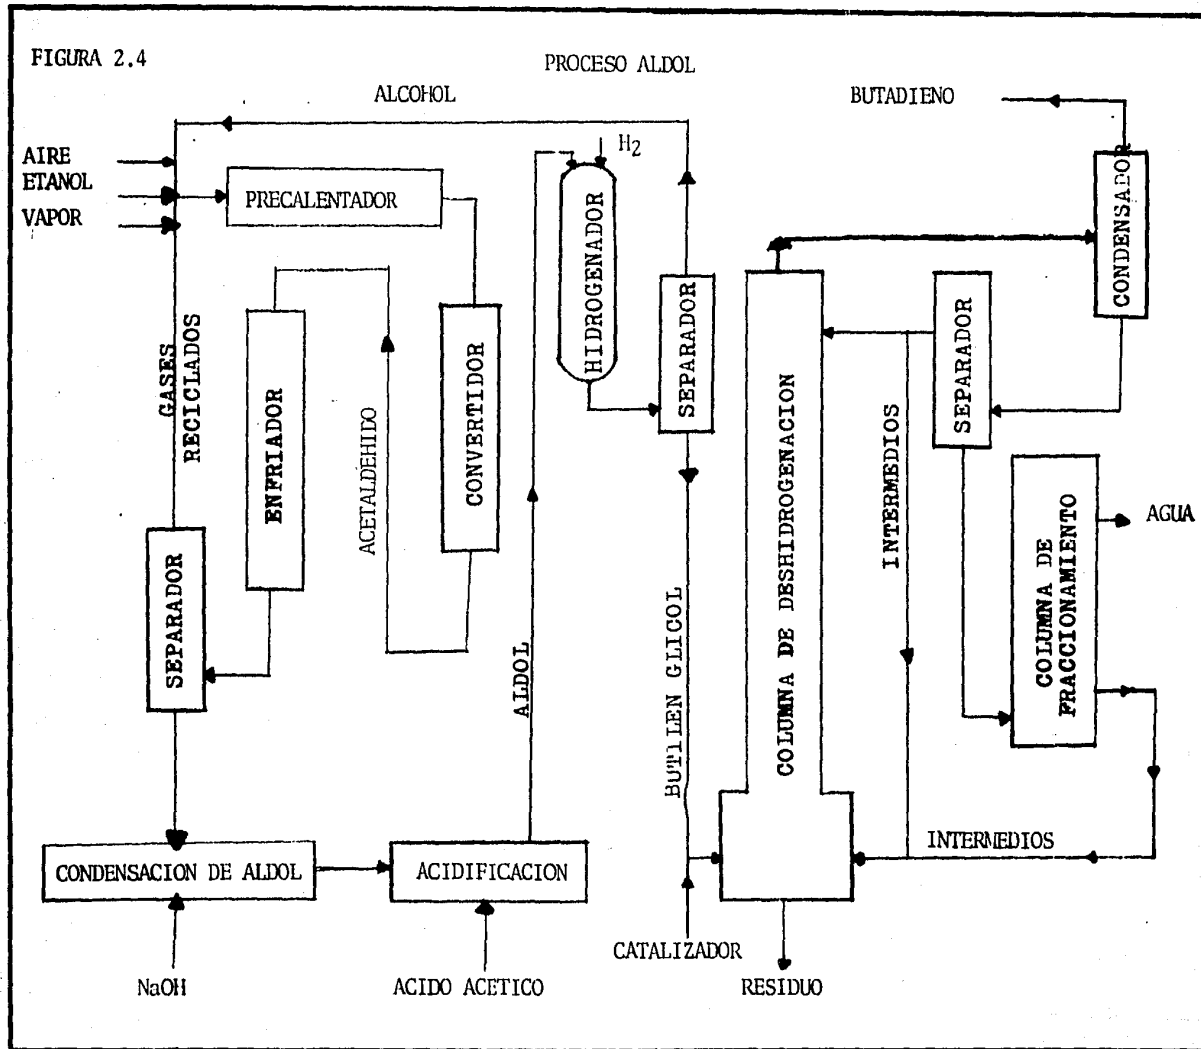 FIGURA 2.4
PROCESO ALDOL
ALCOHOL
BUTADIENO
AIRE
ETANOL
VAPOR
PRECALENTADOR
H2
HIDROGENADOR
CONDENSADOR
SEPARADOR
SEPARADOR
GASES
RECICLADOS
ENFRIADOR
ACETALDEHIDO
CONVERTIDOR
COLUMNA DE DESHIDROGENACION
INTERMEDIOS
AGUA
COLUMNA DE
FRACCIONAMIENTO
SEPARADOR
ALDOL
BUTILEN GLICOL
INTERMEDIOS
CONDENSACION DE ALDOL
ACIDIFICACION
CATALIZADOR
NaOH
ACIDO ACETICO
RESIDUO